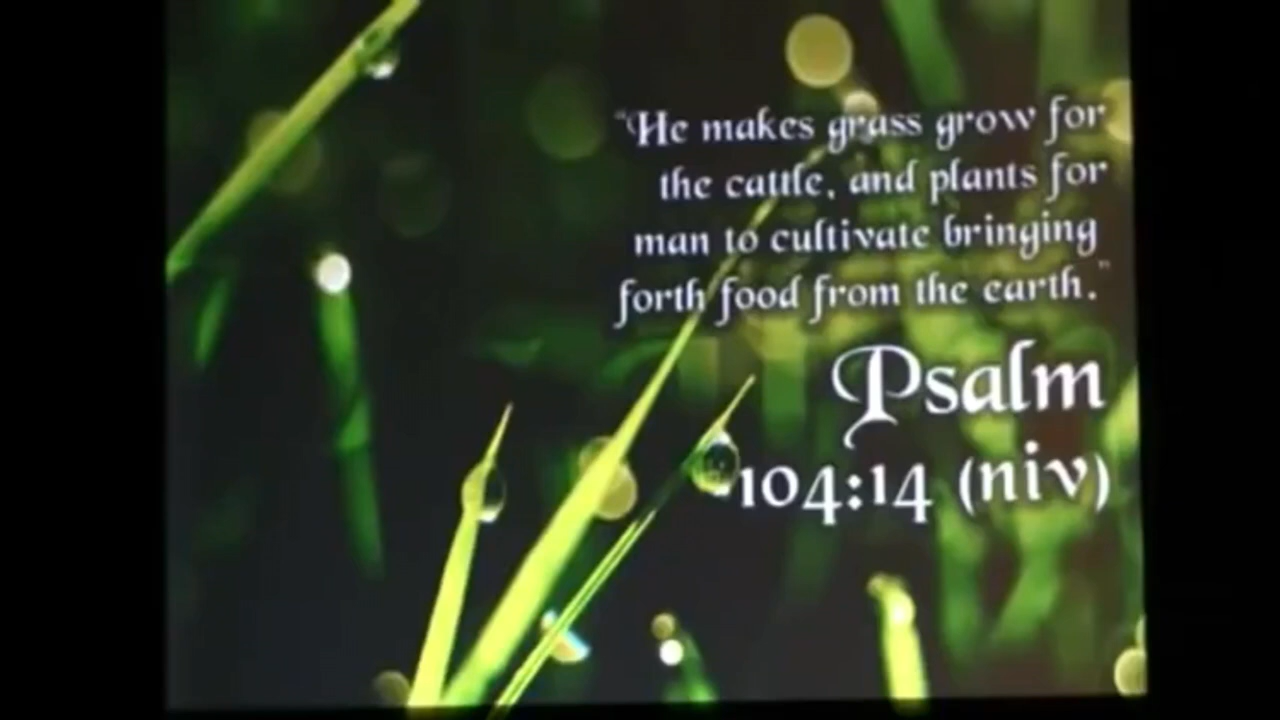 "He makes grass grow for
the cattle, and plants for
man to cultivate bringing
forth food from the earth."
Psalm
104:14 (niv)